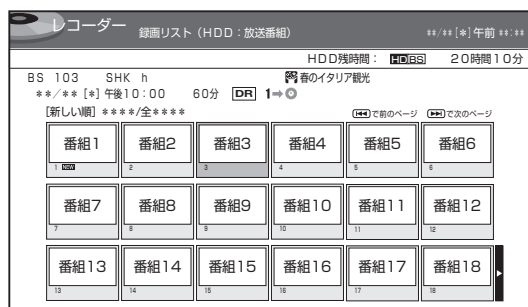 レコーダー 録画リスト（HDD：放送番組） **/**[*]午前**:**
HDD残時間： HD BS 20時間10分
BS 103 SHK h 春のイタリア観光
**/**[*]午後10：00 60分 DR 1➡
[新しい順]****/全**** ⏮で前のページ ⏭で次のページ
番組1 番組2 番組3 番組4 番組5 番組6
1 NEW 2 3 4 5 6
番組7 番組8 番組9 番組10 番組11 番組12
7 8 9 10 11 12
番組13 番組14 番組15 番組16 番組17 番組18
13 14 15 16 17 18